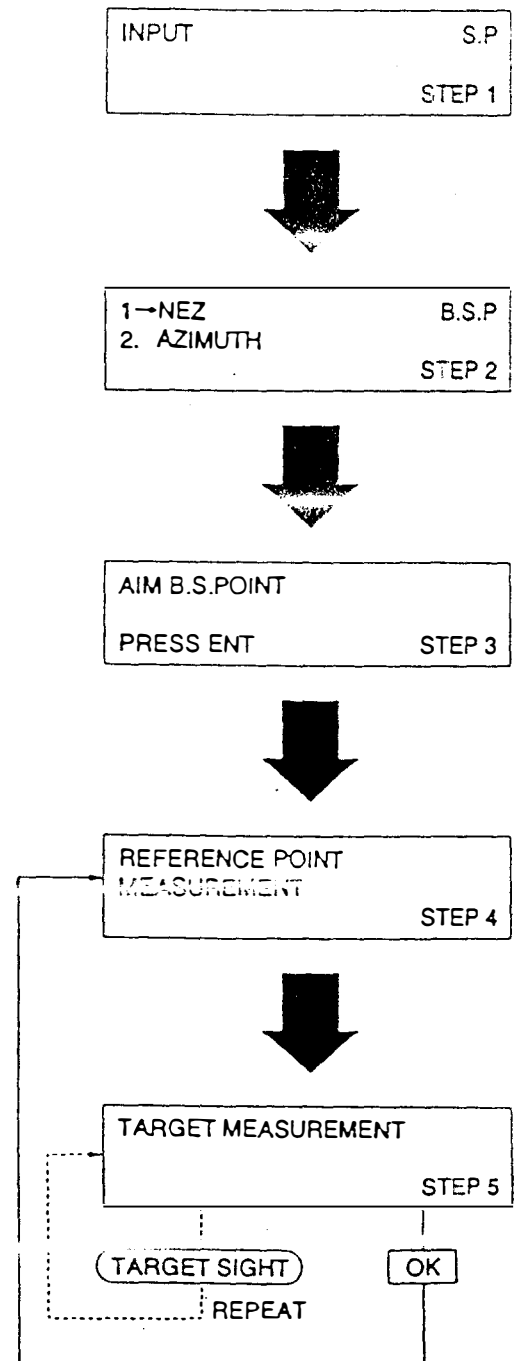 INPUT S.P
STEP 1
1→NEZ B.S.P
2. AZIMUTH
STEP 2
AIM B.S.POINT
PRESS ENT STEP 3
REFERENCE POINT
MEASUREMENT
STEP 4
TARGET MEASUREMENT
STEP 5
TARGET SIGHT OK
REPEAT